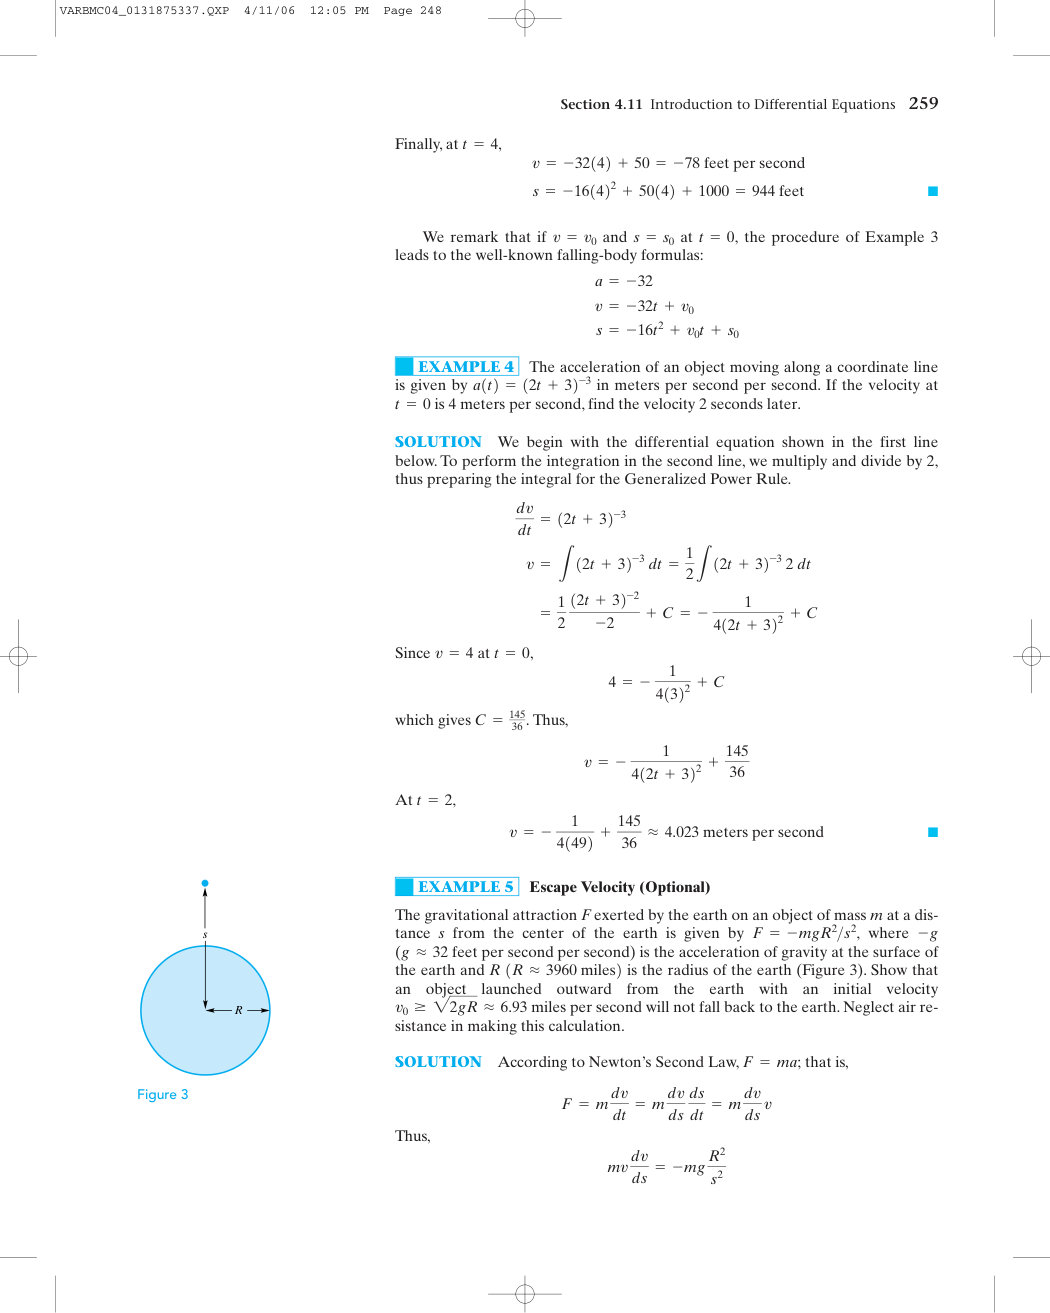 VARBMC04_0131875337.QXP 4/11/06 12:05 PM Page 248
Section 4.11 Introduction to Differential Equations 259
Finally, at t = 4,
v = −32(4) + 50 = −78 feet per second
s = −16(4)² + 50(4) + 1000 = 944 feet
We remark that if v = v₀ and s = s₀ at t = 0, the procedure of Example 3
leads to the well-known falling-body formulas:
a = −32
v = −32t + v₀
s = −16t² + v₀t + s₀
EXAMPLE 4 The acceleration of an object moving along a coordinate line
is given by a(t) = (2t + 3)⁻³ in meters per second per second. If the velocity at
t = 0 is 4 meters per second, find the velocity 2 seconds later.
SOLUTION We begin with the differential equation shown in the first line
below. To perform the integration in the second line, we multiply and divide by 2,
thus preparing the integral for the Generalized Power Rule.
dv/dt = (2t + 3)⁻³
v = ∫(2t + 3)⁻³ dt = 1/2 ∫(2t + 3)⁻³ 2 dt
= 1/2 (2t + 3)⁻²/−2 + C = − 1/4(2t + 3)² + C
Since v = 4 at t = 0,
4 = − 1/4(3)² + C
which gives C = 145/36. Thus,
v = − 1/4(2t + 3)² + 145/36
At t = 2,
v = − 1/4(49) + 145/36 ≈ 4.023 meters per second
EXAMPLE 5 Escape Velocity (Optional)
The gravitational attraction F exerted by the earth on an object of mass m at a dis-
tance s from the center of the earth is given by F = −mgR²/s², where −g
(g ≈ 32 feet per second per second) is the acceleration of gravity at the surface of
the earth and R (R ≈ 3960 miles) is the radius of the earth (Figure 3). Show that
an object launched outward from the earth with an initial velocity
v₀ ≥ √2gR ≈ 6.93 miles per second will not fall back to the earth. Neglect air re-
sistance in making this calculation.
s
R
Figure 3
SOLUTION According to Newton's Second Law, F = ma; that is,
F = m dv/dt = m dv/ds ds/dt = m dv/ds v
Thus,
mv dv/ds = −mg R²/s²